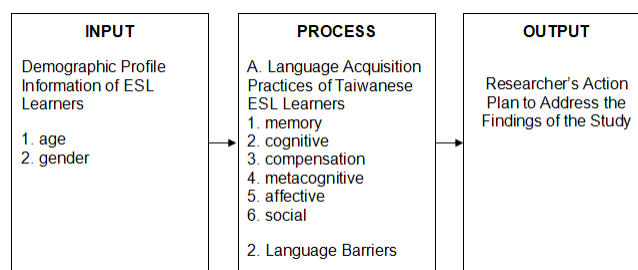 INPUT
Demographic Profile
Information of ESL
Learners
1. age
2. gender
PROCESS
A. Language Acquisition
Practices of Taiwanese
ESL Learners
1. memory
2. cognitive
3. compensation
4. metacognitive
5. affective
6. social
2. Language Barriers
OUTPUT
Researcher's Action
Plan to Address the
Findings of the Study